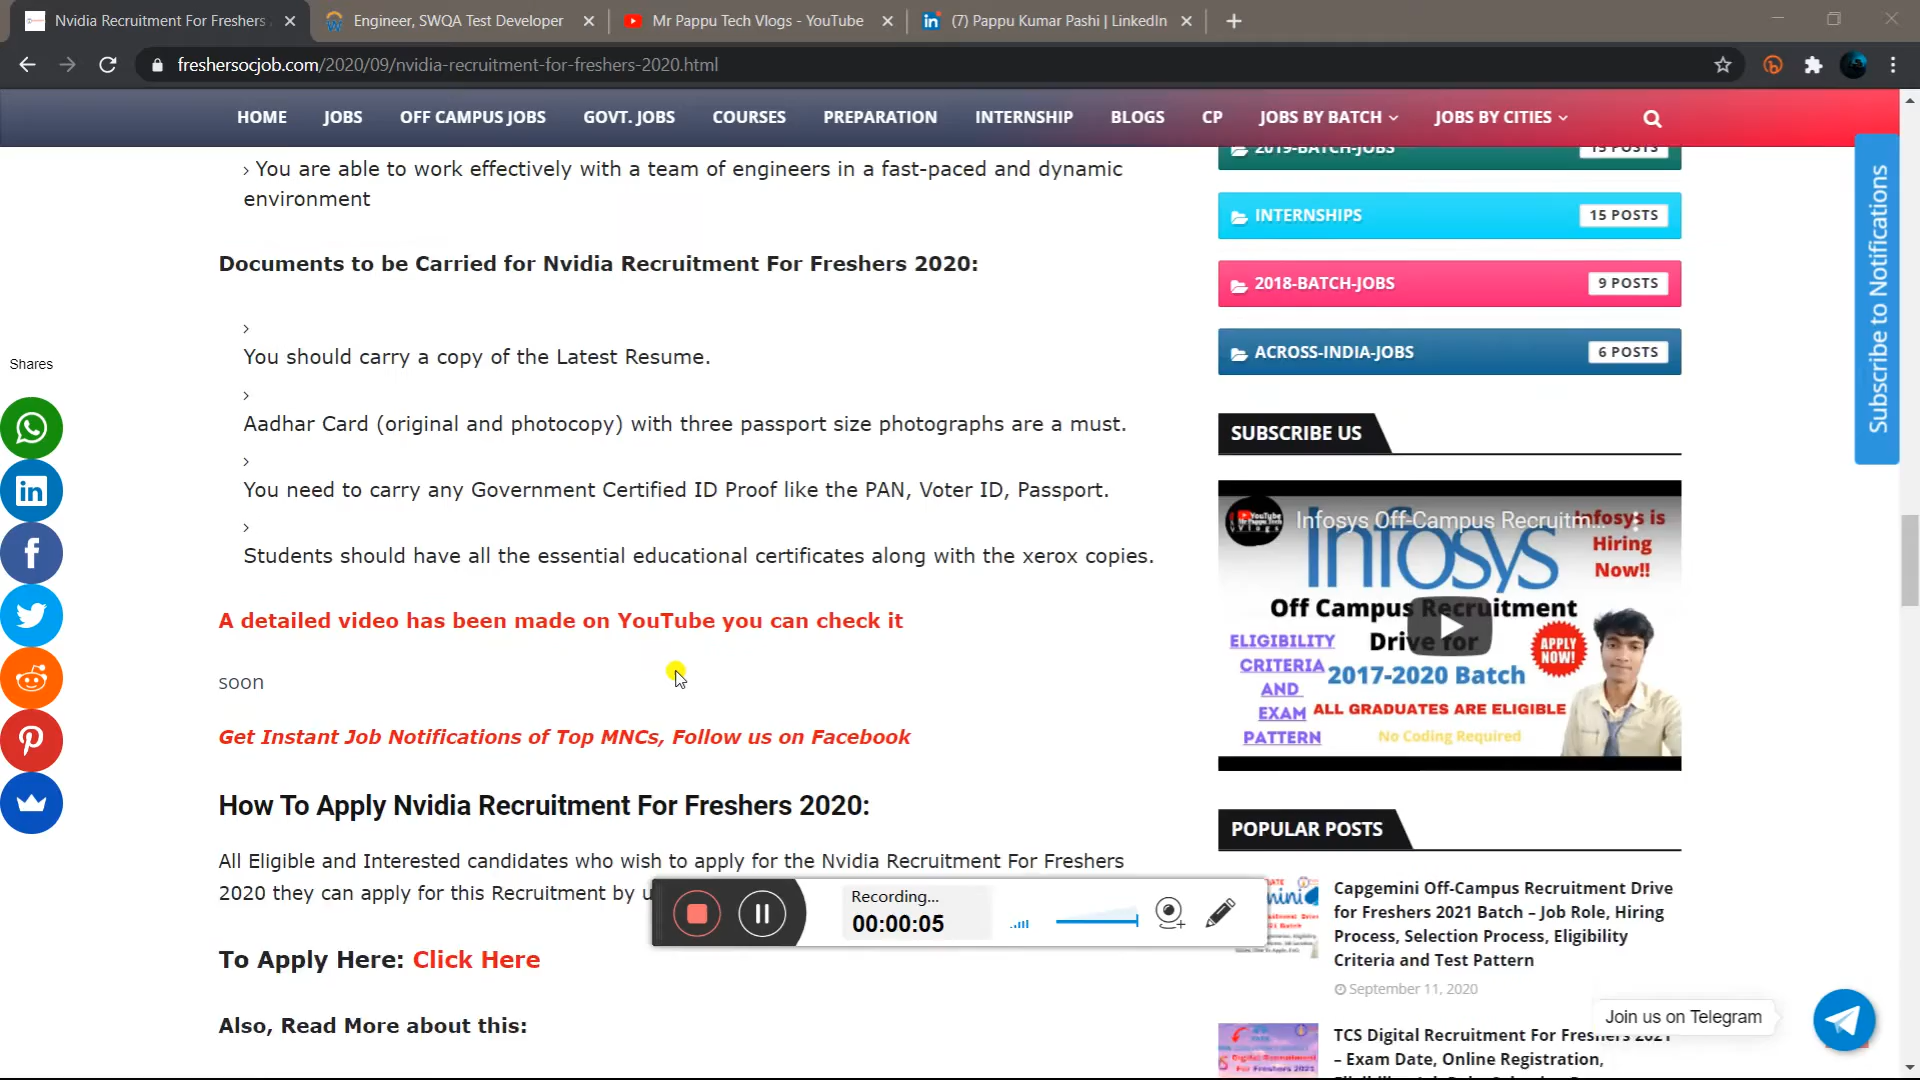 Nvidia Recruitment For Freshers
Engineer, SWQA Test Developer
Mr Pappu Tech Vlogs - YouTube
(7) Pappu Kumar Pashi | LinkedIn
freshersocjob.com/2020/09/nvidia-recruitment-for-freshers-2020.html
HOME
JOBS
OFF CAMPUS JOBS
GOVT. JOBS
COURSES
PREPARATION
INTERNSHIP
BLOGS
CP
JOBS BY BATCH
JOBS BY CITIES
› You are able to work effectively with a team of engineers in a fast-paced and dynamic
environment
Documents to be Carried for Nvidia Recruitment For Freshers 2020:
›
You should carry a copy of the Latest Resume.
›
Aadhar Card (original and photocopy) with three passport size photographs are a must.
›
You need to carry any Government Certified ID Proof like the PAN, Voter ID, Passport.
›
Students should have all the essential educational certificates along with the xerox copies.
A detailed video has been made on YouTube you can check it
soon
Get Instant Job Notifications of Top MNCs, Follow us on Facebook
How To Apply Nvidia Recruitment For Freshers 2020:
All Eligible and Interested candidates who wish to apply for the Nvidia Recruitment For Freshers
2020 they can apply for this Recruitment by
To Apply Here: Click Here
Also, Read More about this:
Shares
Recording...
00:00:05
2019-BATCH-JOBS
15 POSTS
INTERNSHIPS
15 POSTS
2018-BATCH-JOBS
9 POSTS
ACROSS-INDIA-JOBS
6 POSTS
Subscribe to Notifications
SUBSCRIBE US
YouTube
Mr Pappu Tech
Vlogs
Infosys Off-Campus Recruitm...
Infosys is
Hiring
Now!!
Infosys
Off Campus Recruitment
Drive for
2017-2020 Batch
ELIGIBILITY
CRITERIA
AND
EXAM
PATTERN
APPLY
NOW!
ALL GRADUATES ARE ELIGIBLE
No Coding Required
POPULAR POSTS
Capgemini Off-Campus Recruitment Drive
for Freshers 2021 Batch – Job Role, Hiring
Process, Selection Process, Eligibility
Criteria and Test Pattern
September 11, 2020
TCS Digital Recruitment For Freshers 2021
– Exam Date, Online Registration,
Join us on Telegram